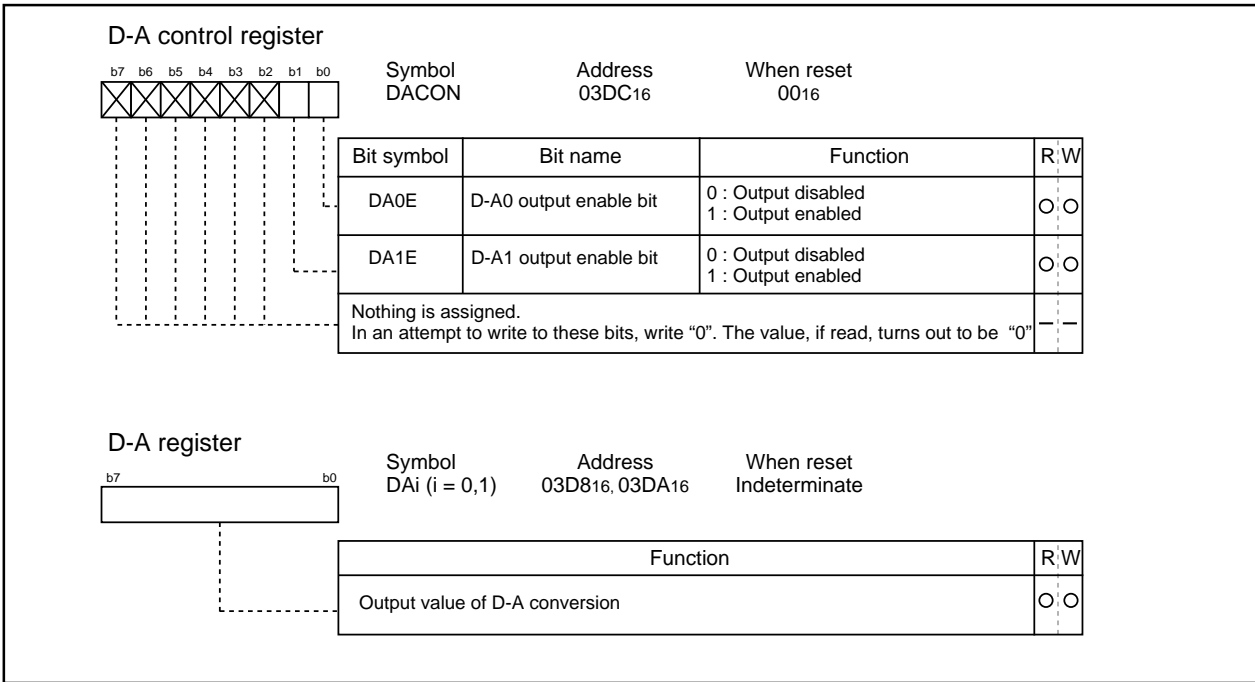 D-A control register
b7 b6 b5 b4 b3 b2 b1 b0
Symbol Address When reset
DACON 03DC16 0016
Bit symbol Bit name Function R W
DA0E D-A0 output enable bit 0 : Output disabled
1 : Output enabled
DA1E D-A1 output enable bit 0 : Output disabled
1 : Output enabled
Nothing is assigned.
In an attempt to write to these bits, write “0”. The value, if read, turns out to be “0”
D-A register
b7 b0
Symbol Address When reset
DAi (i = 0,1) 03D816, 03DA16 Indeterminate
Function R W
Output value of D-A conversion